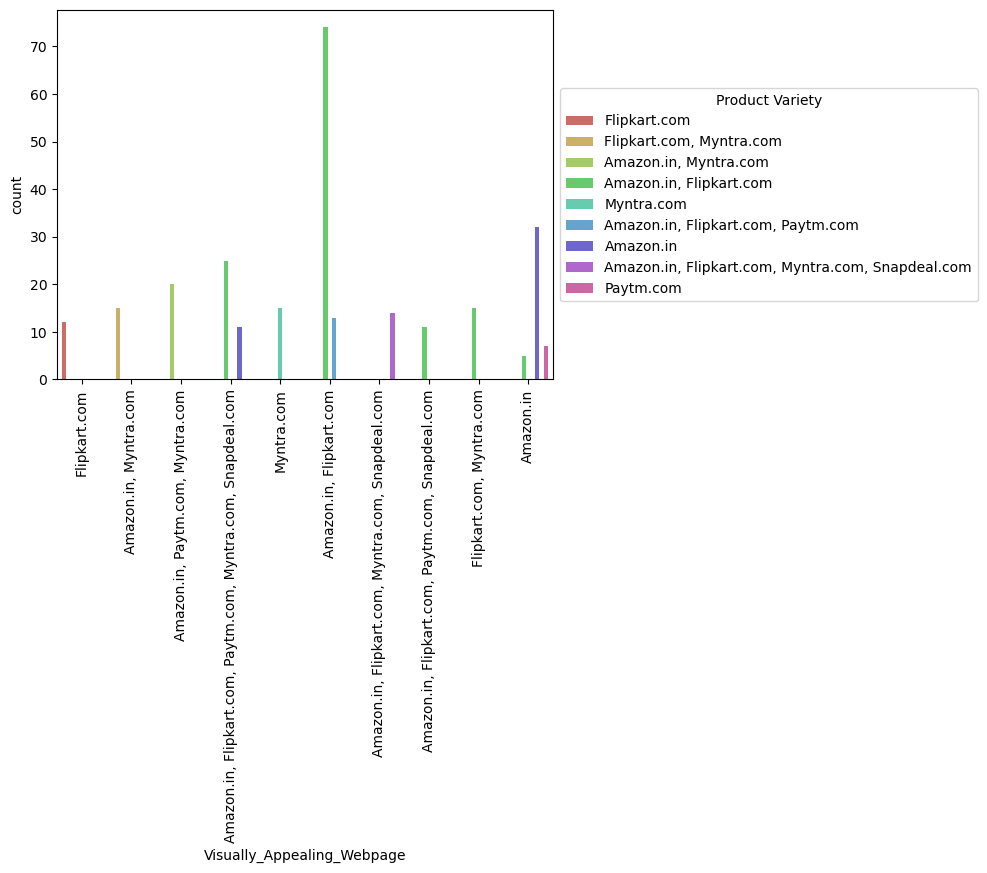 70
60
50
40
30
20
10
0
count
Product Variety
Flipkart.com
Flipkart.com, Myntra.com
Amazon.in, Myntra.com
Amazon.in, Flipkart.com
Myntra.com
Amazon.in, Flipkart.com, Paytm.com
Amazon.in
Amazon.in, Flipkart.com, Myntra.com, Snapdeal.com
Paytm.com
Flipkart.com
Amazon.in, Myntra.com
Amazon.in, Paytm.com, Myntra.com
Amazon.in, Flipkart.com, Paytm.com, Myntra.com, Snapdeal.com
Myntra.com
Amazon.in, Flipkart.com
Amazon.in, Flipkart.com, Myntra.com, Snapdeal.com
Amazon.in, Flipkart.com, Paytm.com, Snapdeal.com
Flipkart.com, Myntra.com
Amazon.in
Visually_Appealing_Webpage